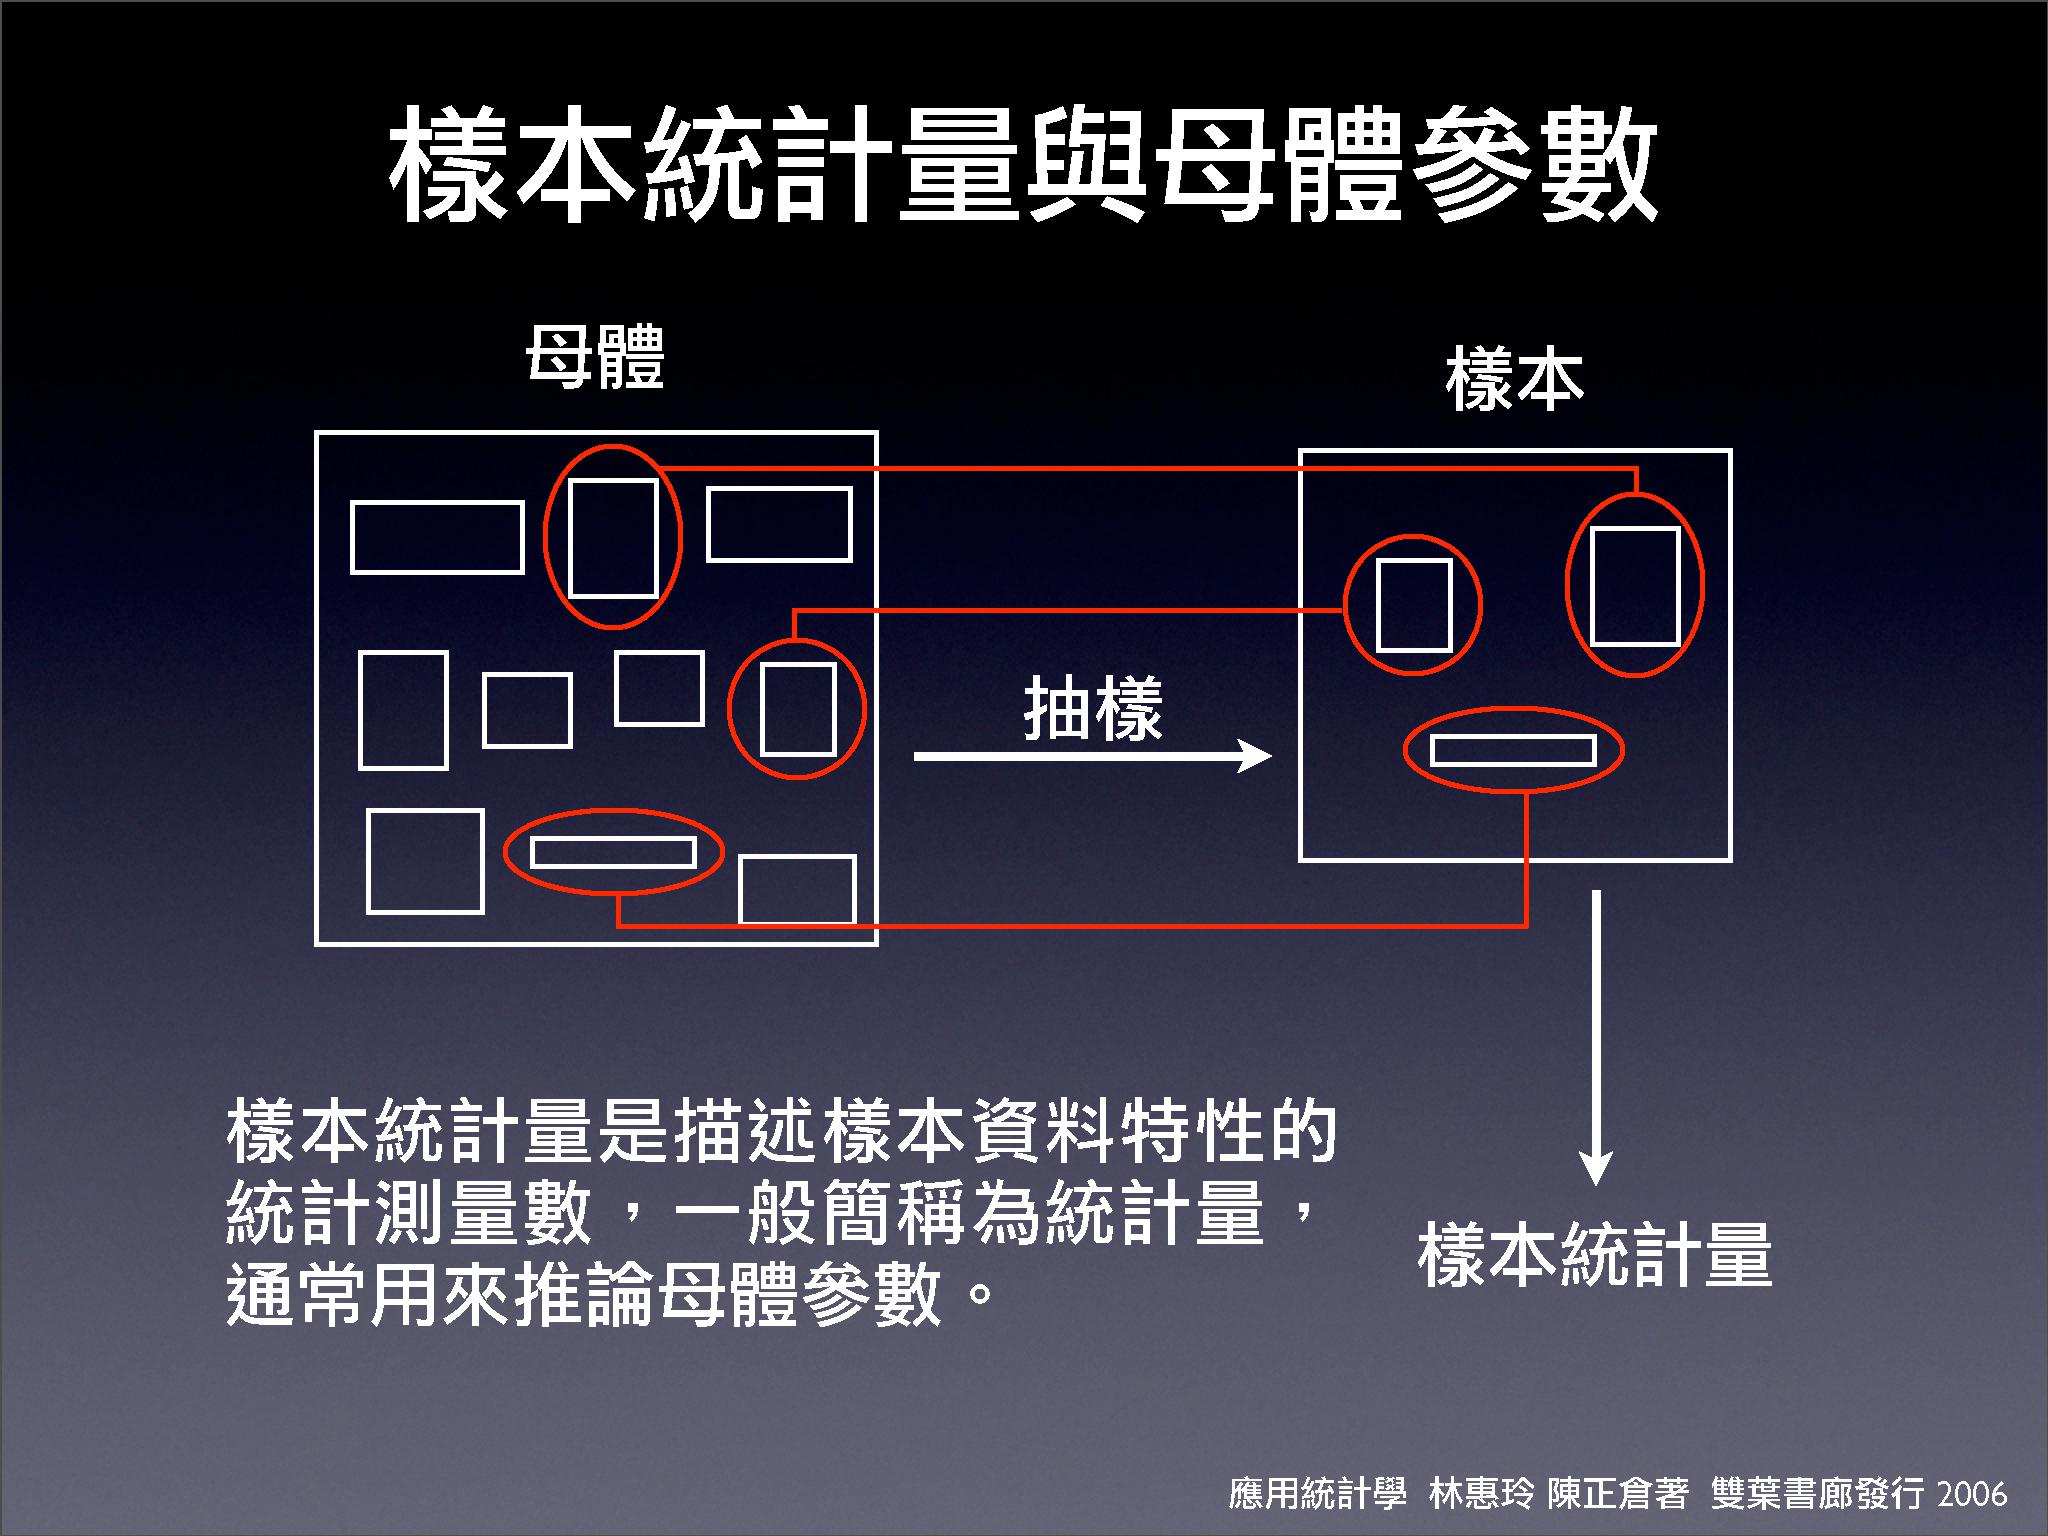 樣本統計量與母體參數
母體
樣本
抽樣
樣本統計量是描述樣本資料特性的
統計測量數，一般簡稱為統計量，
通常用來推論母體參數。
樣本統計量
應用統計學 林惠玲 陳正倉著 雙葉書廊發行 2006